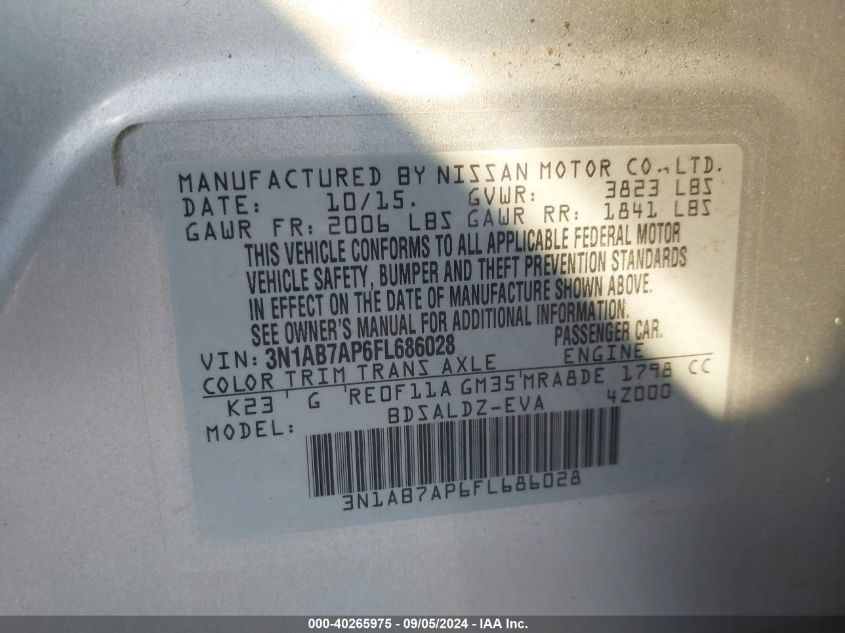 MANUFACTURED BY NISSAN MOTOR CO., LTD.
DATE: 10/15. GVWR: 3823 LBS
GAWR FR: 2006 LBS GAWR RR: 1841 LBS
THIS VEHICLE CONFORMS TO ALL APPLICABLE FEDERAL MOTOR
VEHICLE SAFETY, BUMPER AND THEFT PREVENTION STANDARDS
IN EFFECT ON THE DATE OF MANUFACTURE SHOWN ABOVE.
SEE OWNER'S MANUAL FOR ADDITIONAL INFORMATION.
VIN: 3N1AB7AP6FL686028 PASSENGER CAR.
COLOR TRIM TRANS AXLE ENGINE
K23 G RE0F11A GM35 MRA8DE 1798 CC
MODEL: BDSALDZ-EVA 4Z000
3N1AB7AP6FL686028
000-40265975 - 09/05/2024 - IAA Inc.